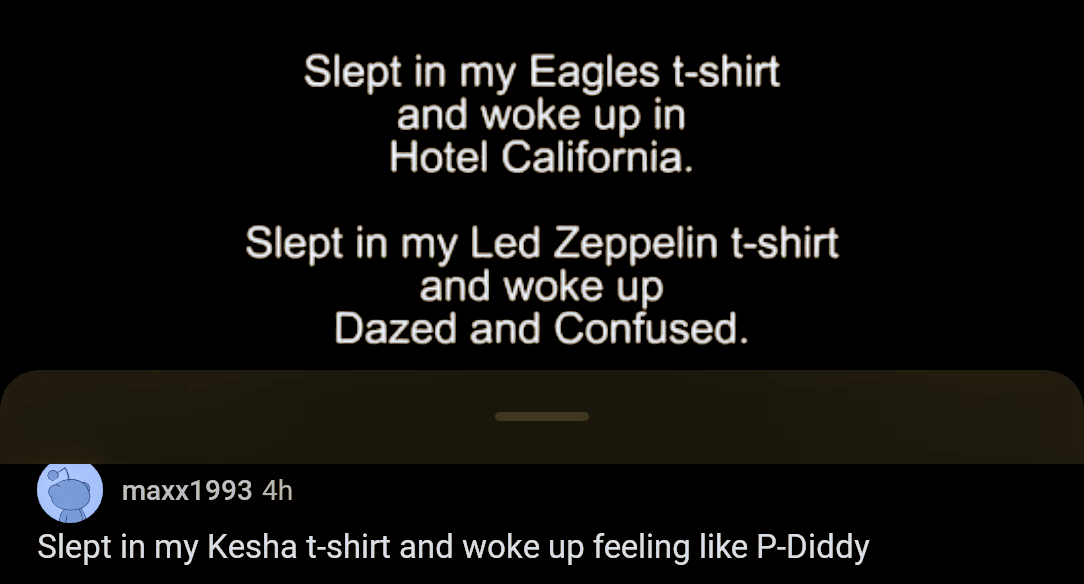 Slept in my Eagles t-shirt
and woke up in
Hotel California.
Slept in my Led Zeppelin t-shirt
and woke up
Dazed and Confused.
maxx1993 4h
Slept in my Kesha t-shirt and woke up feeling like P-Diddy